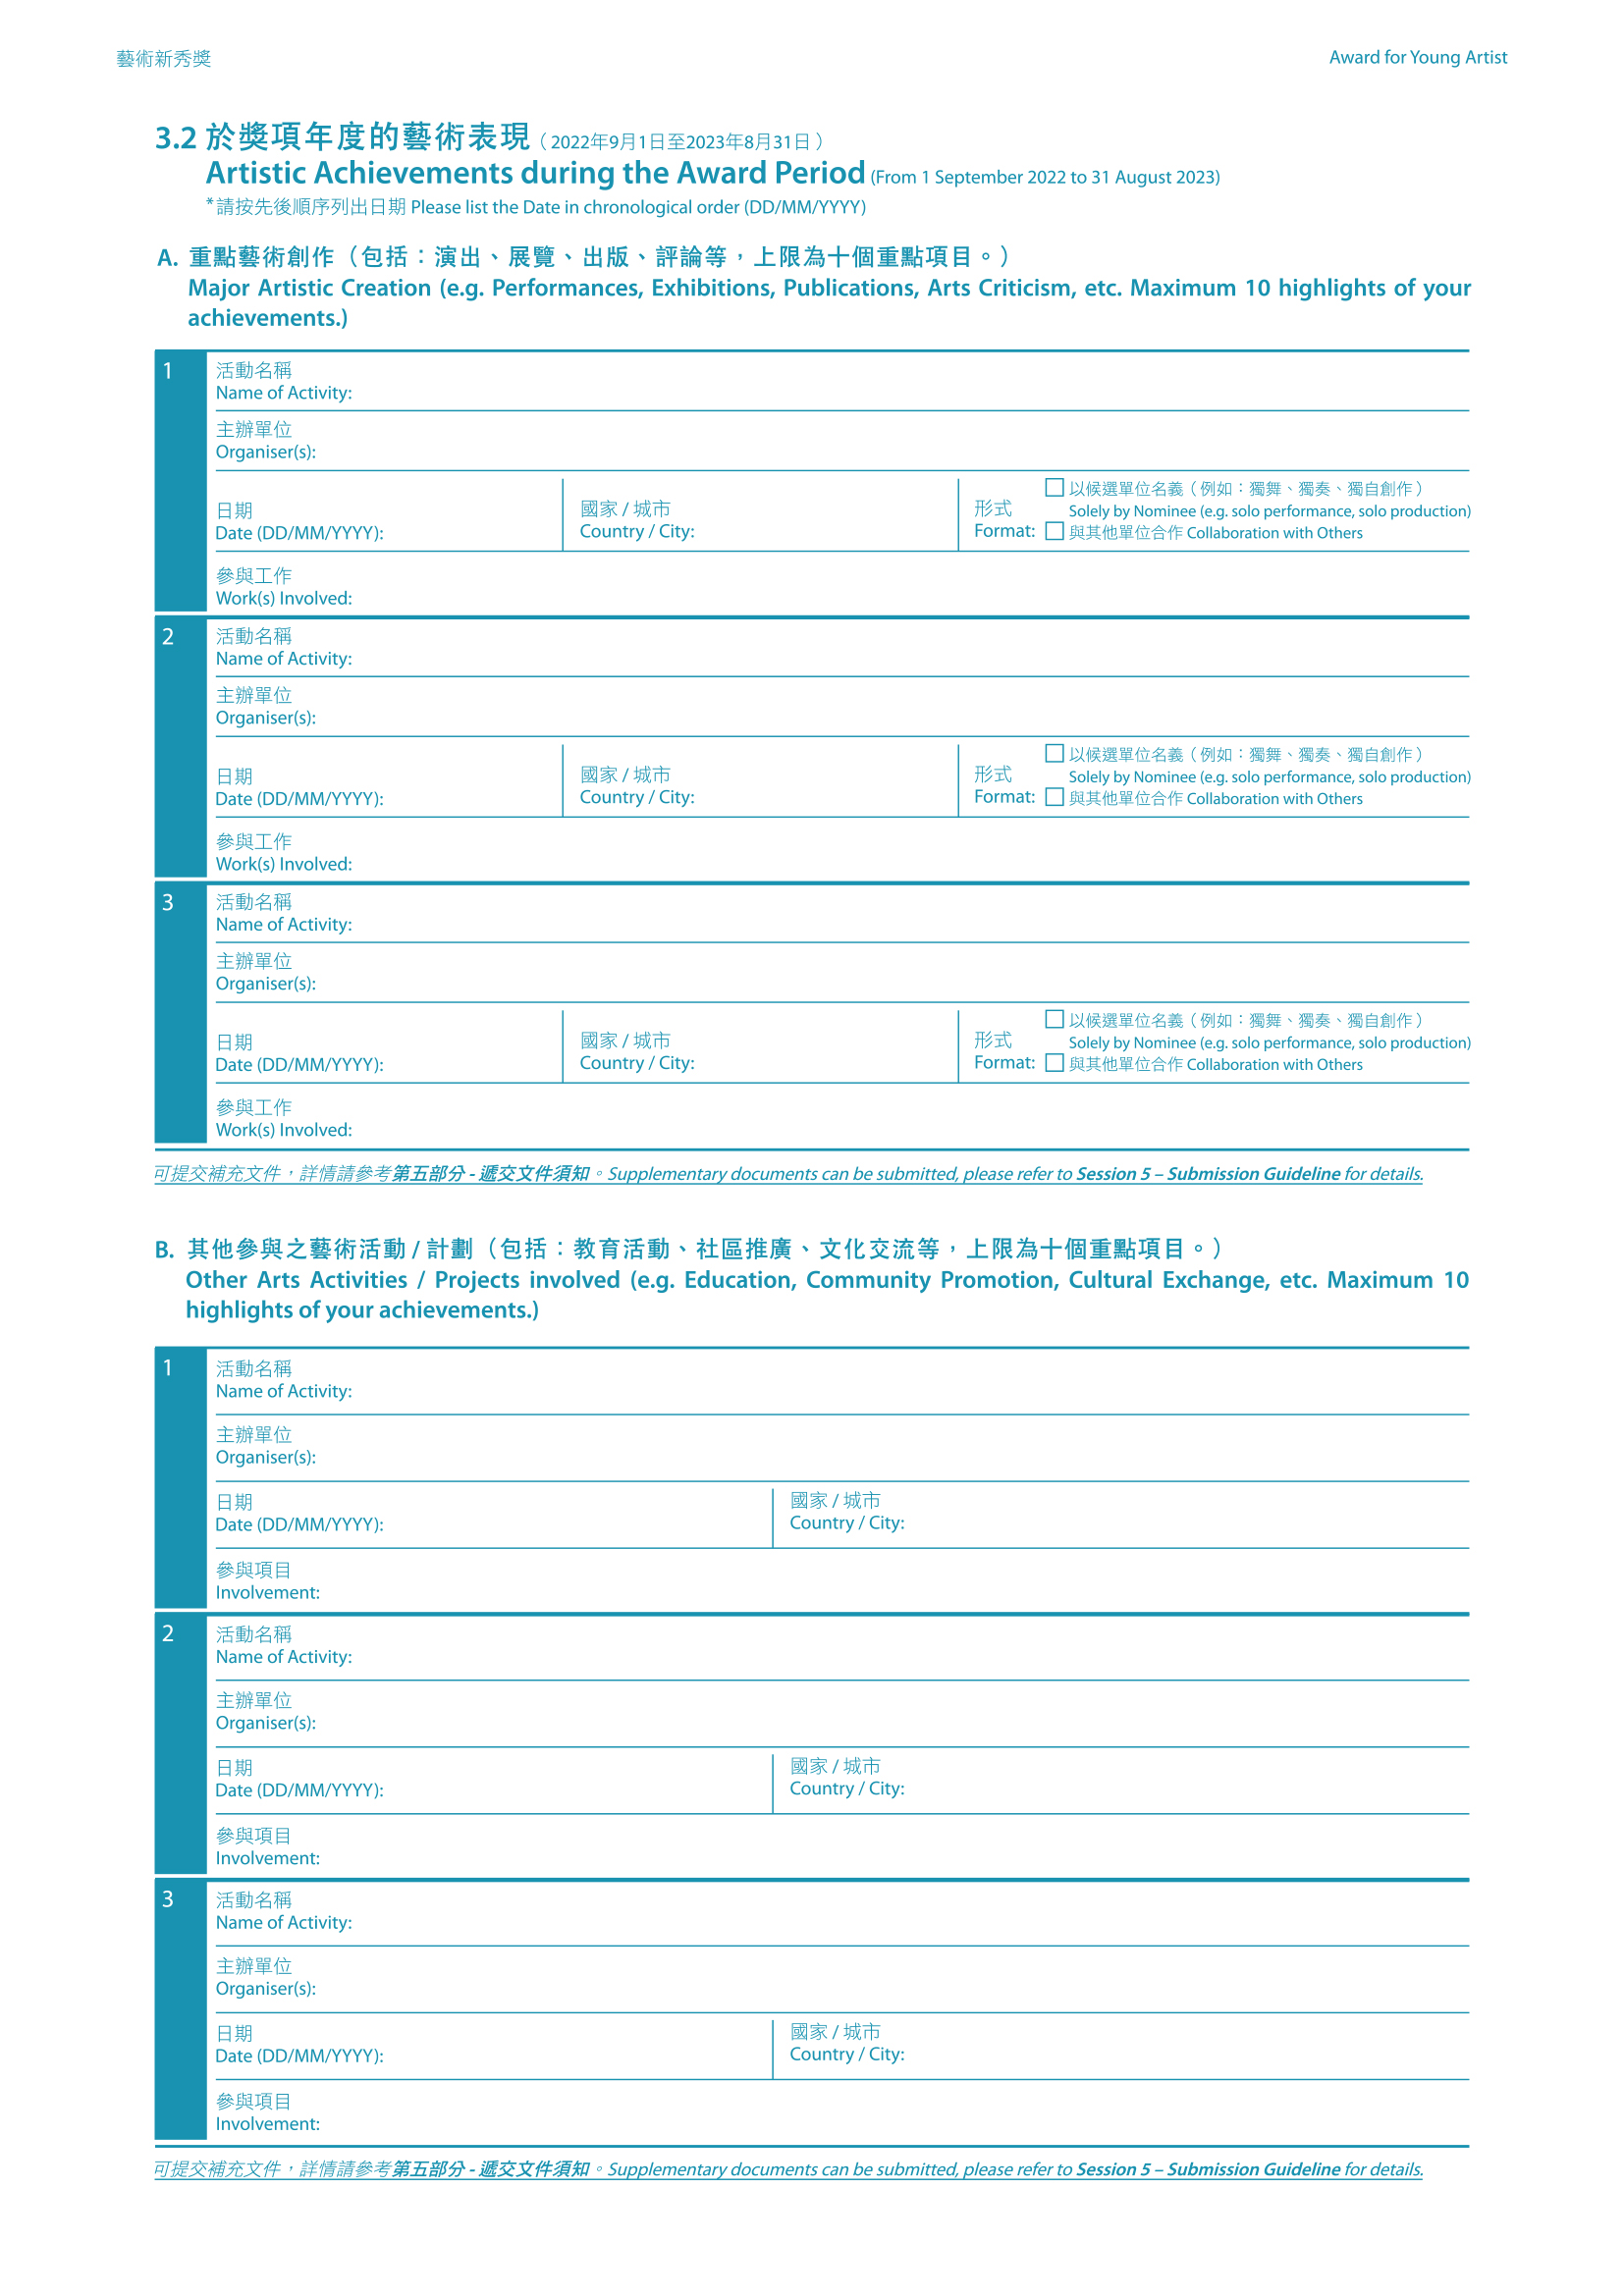 藝術新秀獎
Award for Young Artist
3.2 於獎項年度的藝術表現（2022年9月1日至2023年8月31日）
Artistic Achievements during the Award Period (From 1 September 2022 to 31 August 2023)
*請按先後順序列出日期 Please list the Date in chronological order (DD/MM/YYYY)
A. 重點藝術創作（包括：演出、展覽、出版、評論等，上限為十個重點項目。）
Major Artistic Creation (e.g. Performances, Exhibitions, Publications, Arts Criticism, etc. Maximum 10 highlights of your
achievements.)
1
活動名稱
Name of Activity:
主辦單位
Organiser(s):
日期
Date (DD/MM/YYYY):
國家 / 城市
Country / City:
形式
Format:
以候選單位名義（例如：獨舞、獨奏、獨自創作）
Solely by Nominee (e.g. solo performance, solo production)
與其他單位合作 Collaboration with Others
參與工作
Work(s) Involved:
2
活動名稱
Name of Activity:
主辦單位
Organiser(s):
日期
Date (DD/MM/YYYY):
國家 / 城市
Country / City:
形式
Format:
以候選單位名義（例如：獨舞、獨奏、獨自創作）
Solely by Nominee (e.g. solo performance, solo production)
與其他單位合作 Collaboration with Others
參與工作
Work(s) Involved:
3
活動名稱
Name of Activity:
主辦單位
Organiser(s):
日期
Date (DD/MM/YYYY):
國家 / 城市
Country / City:
形式
Format:
以候選單位名義（例如：獨舞、獨奏、獨自創作）
Solely by Nominee (e.g. solo performance, solo production)
與其他單位合作 Collaboration with Others
參與工作
Work(s) Involved:
可提交補充文件，詳情請參考第五部分 - 遞交文件須知。Supplementary documents can be submitted, please refer to Session 5 – Submission Guideline for details.
B. 其他參與之藝術活動 / 計劃（包括：教育活動、社區推廣、文化交流等，上限為十個重點項目。）
Other Arts Activities / Projects involved (e.g. Education, Community Promotion, Cultural Exchange, etc. Maximum 10
highlights of your achievements.)
1
活動名稱
Name of Activity:
主辦單位
Organiser(s):
日期
Date (DD/MM/YYYY):
國家 / 城市
Country / City:
參與項目
Involvement:
2
活動名稱
Name of Activity:
主辦單位
Organiser(s):
日期
Date (DD/MM/YYYY):
國家 / 城市
Country / City:
參與項目
Involvement:
3
活動名稱
Name of Activity:
主辦單位
Organiser(s):
日期
Date (DD/MM/YYYY):
國家 / 城市
Country / City:
參與項目
Involvement:
可提交補充文件，詳情請參考第五部分 - 遞交文件須知。Supplementary documents can be submitted, please refer to Session 5 – Submission Guideline for details.